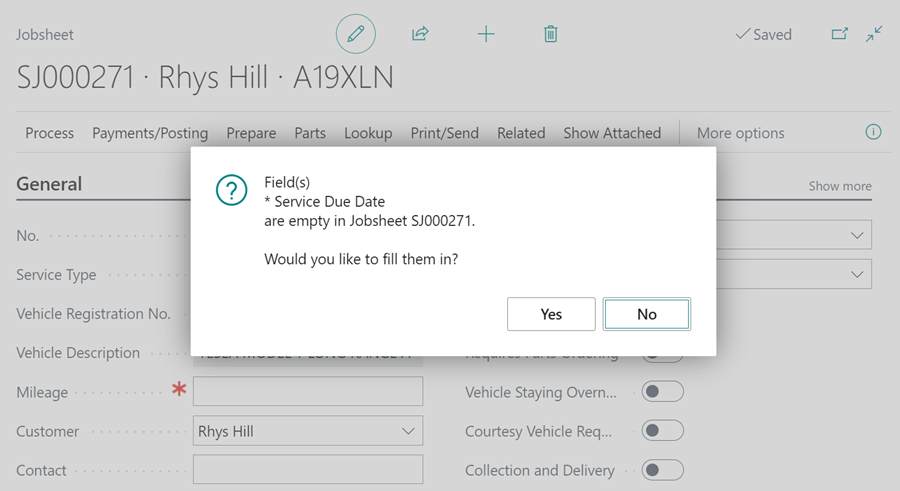 Jobsheet
Saved
SJ000271 · Rhys Hill · A19XLN
Process Payments/Posting Prepare Parts Lookup Print/Send Related Show Attached More options
General
Show more
Field(s)
* Service Due Date
are empty in Jobsheet SJ000271.
Would you like to fill them in?
Yes No
No.
Service Type
Vehicle Registration No.
Vehicle Description
Requires Parts Ordering
Mileage *
Vehicle Staying Overn...
Customer Rhys Hill
Courtesy Vehicle Req...
Contact
Collection and Delivery